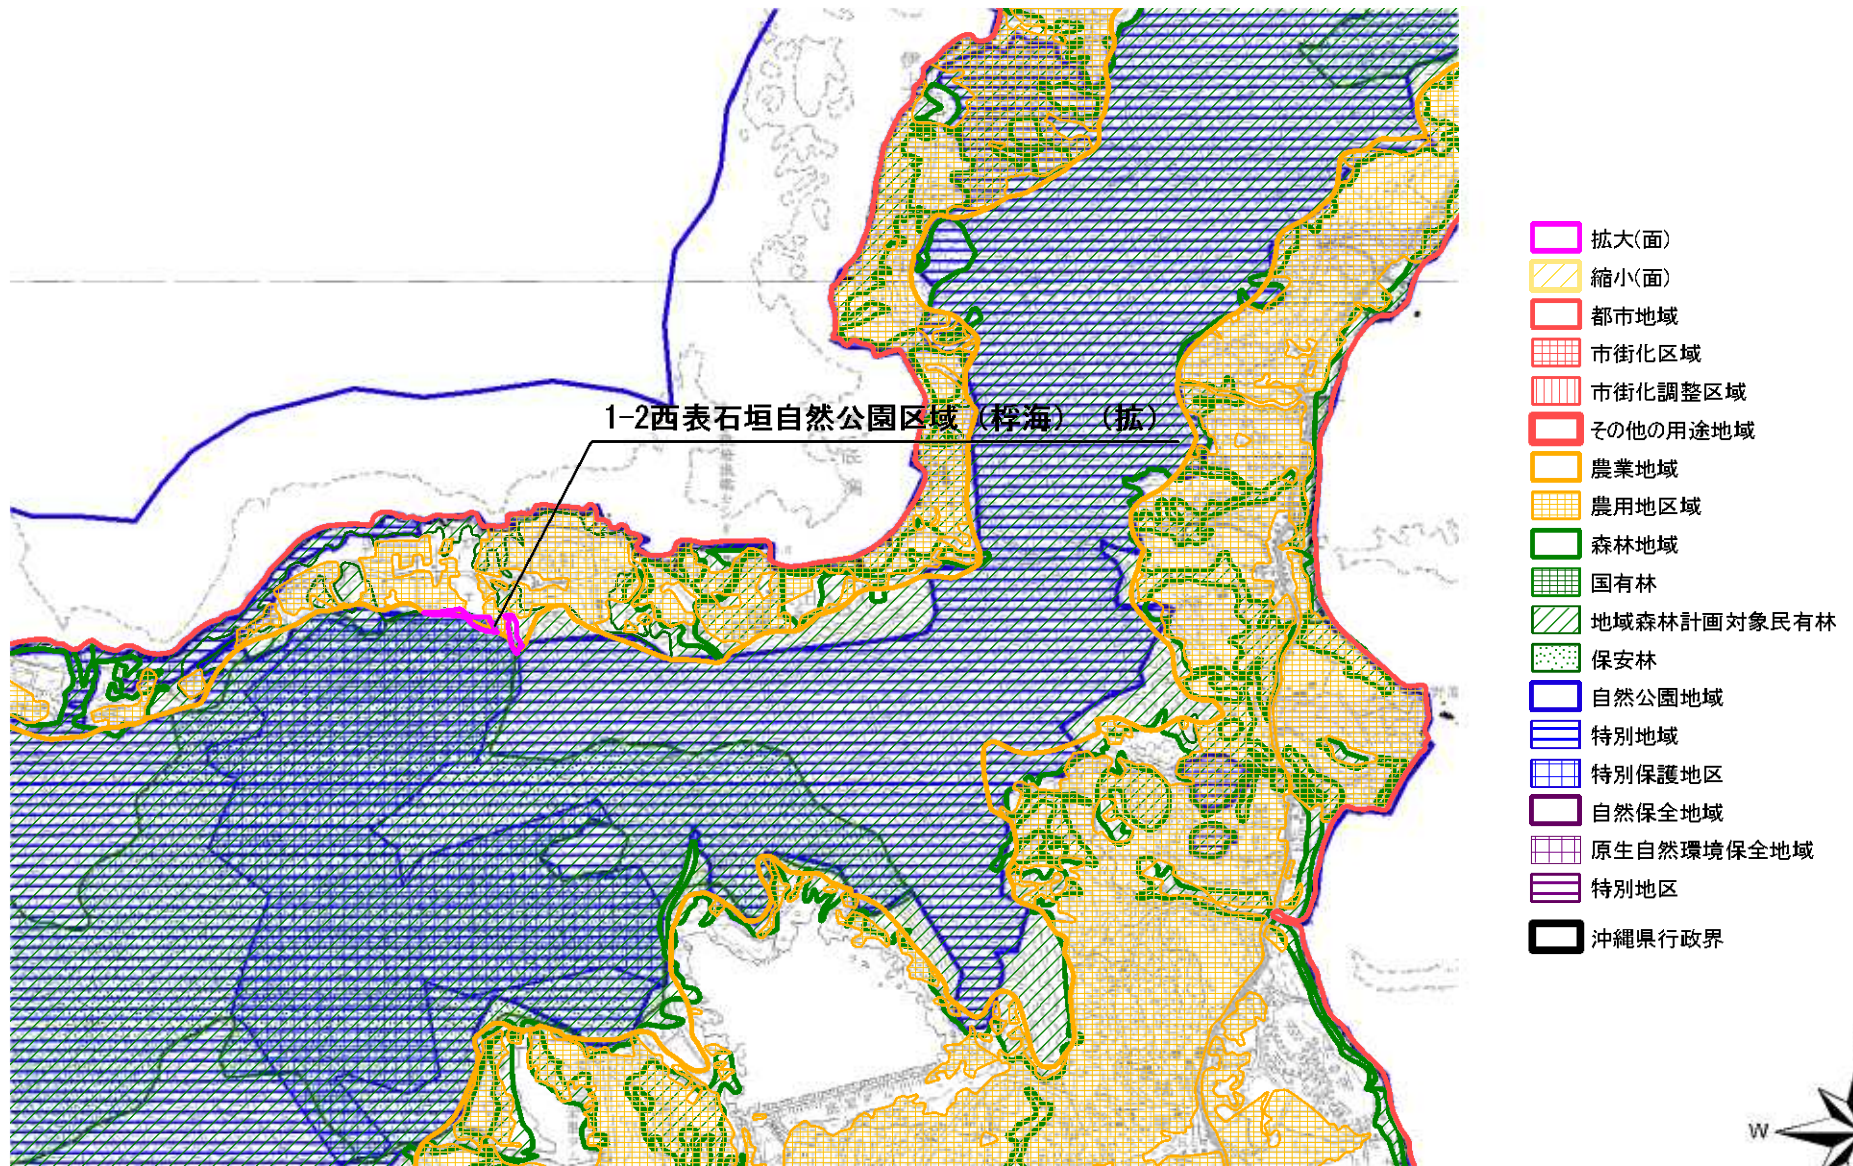 1-2西表石垣自然公園区域（桴海）（拡）
拡大(面)
縮小(面)
都市地域
市街化区域
市街化調整区域
その他の用途地域
農業地域
農用地区域
森林地域
国有林
地域森林計画対象民有林
保安林
自然公園地域
特別地域
特別保護地区
自然保全地域
原生自然環境保全地域
特別地区
沖縄県行政界
W